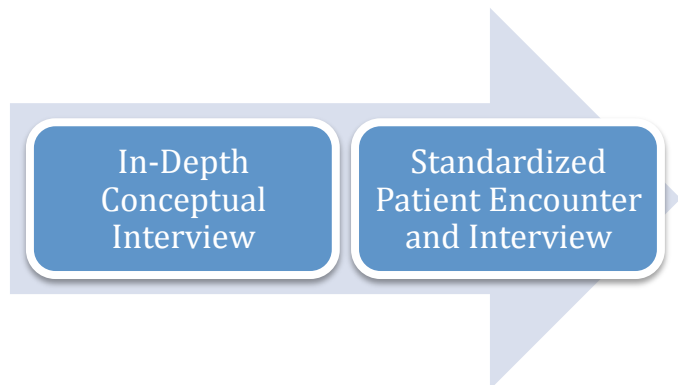 In-Depth
Conceptual
Interview
Standardized
Patient Encounter
and Interview